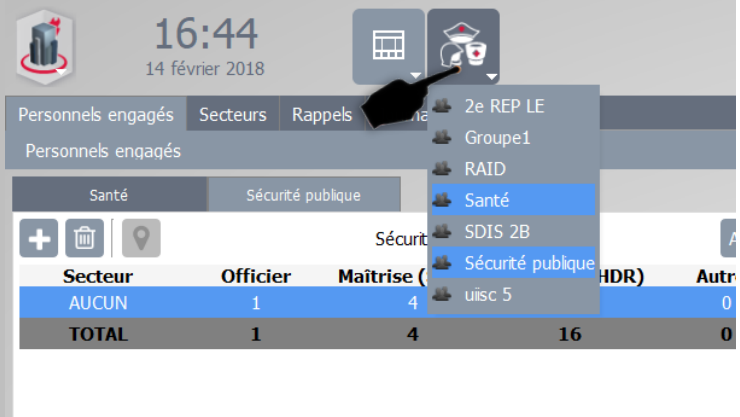 16:44
14 février 2018
Personnels engagés Secteurs Rappels
Personnels engagés
2e REP LE
Groupe1
RAID
Santé
SDIS 2B
Sécurité publique
uiisc 5
Santé Sécurité publique
Secteur Officier Maîtrise ( HDR)
AUCUN 1 4 0
TOTAL 1 4 16 0